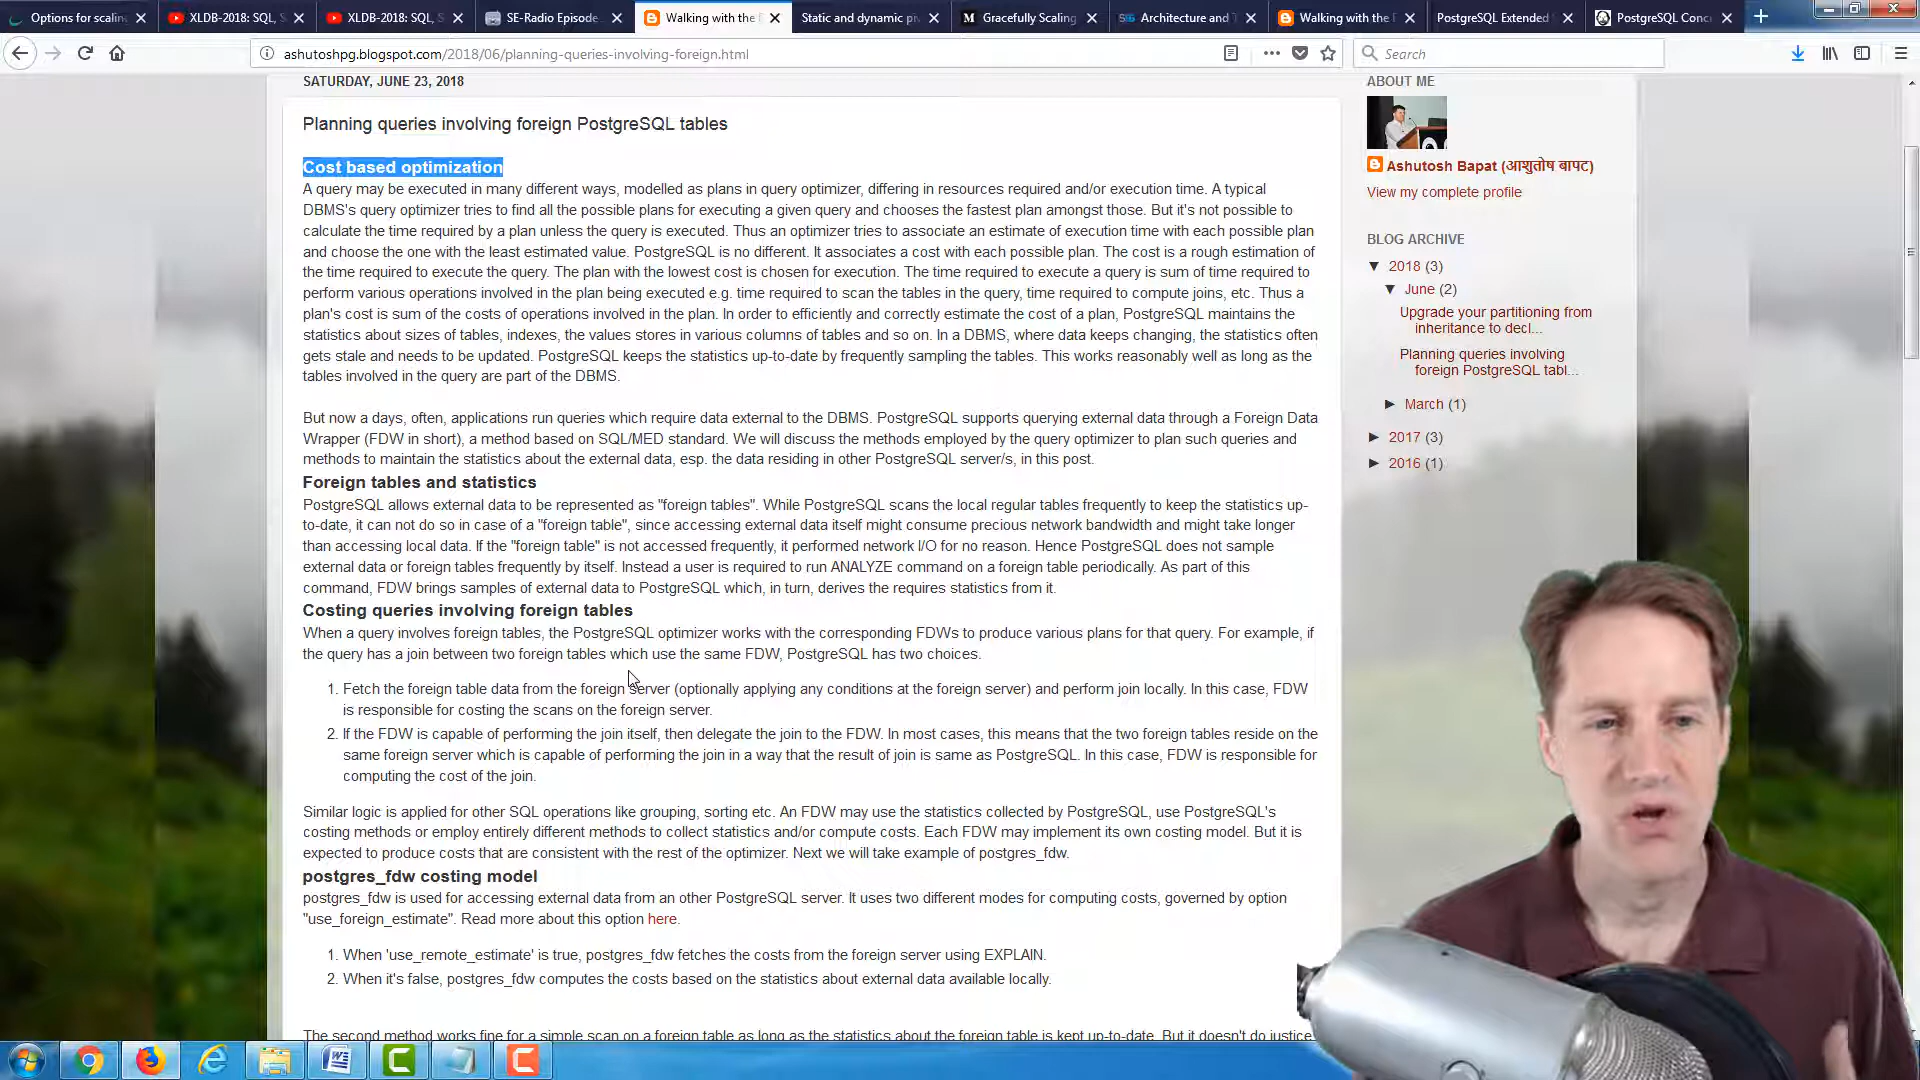 Options for scalin
XLDB-2018: SQL, S
XLDB-2018: SQL, S
SE-Radio Episode
Walking with the E
Static and dynamic pi
Gracefully Scaling
Architecture and T
Walking with the E
PostgreSQL Extended
PostgreSQL Conc
ashutoshpg.blogspot.com/2018/06/planning-queries-involving-foreign.html
Search
SATURDAY, JUNE 23, 2018
Planning queries involving foreign PostgreSQL tables
Cost based optimization
A query may be executed in many different ways, modelled as plans in query optimizer, differing in resources required and/or execution time. A typical
DBMS's query optimizer tries to find all the possible plans for executing a given query and chooses the fastest plan amongst those. But it's not possible to
calculate the time required by a plan unless the query is executed. Thus an optimizer tries to associate an estimate of execution time with each possible plan
and choose the one with the least estimated value. PostgreSQL is no different. It associates a cost with each possible plan. The cost is a rough estimation of
the time required to execute the query. The plan with the lowest cost is chosen for execution. The time required to execute a query is sum of time required to
perform various operations involved in the plan being executed e.g. time required to scan the tables in the query, time required to compute joins, etc. Thus a
plan's cost is sum of the costs of operations involved in the plan. In order to efficiently and correctly estimate the cost of a plan, PostgreSQL maintains the
statistics about sizes of tables, indexes, the values stores in various columns of tables and so on. In a DBMS, where data keeps changing, the statistics often
gets stale and needs to be updated. PostgreSQL keeps the statistics up-to-date by frequently sampling the tables. This works reasonably well as long as the
tables involved in the query are part of the DBMS.
But now a days, often, applications run queries which require data external to the DBMS. PostgreSQL supports querying external data through a Foreign Data
Wrapper (FDW in short), a method based on SQL/MED standard. We will discuss the methods employed by the query optimizer to plan such queries and
methods to maintain the statistics about the external data, esp. the data residing in other PostgreSQL server/s, in this post.
Foreign tables and statistics
PostgreSQL allows external data to be represented as "foreign tables". While PostgreSQL scans the local regular tables frequently to keep the statistics up-
to-date, it can not do so in case of a "foreign table", since accessing external data itself might consume precious network bandwidth and might take longer
than accessing local data. If the "foreign table" is not accessed frequently, it performed network I/O for no reason. Hence PostgreSQL does not sample
external data or foreign tables frequently by itself. Instead a user is required to run ANALYZE command on a foreign table periodically. As part of this
command, FDW brings samples of external data to PostgreSQL which, in turn, derives the requires statistics from it.
Costing queries involving foreign tables
When a query involves foreign tables, the PostgreSQL optimizer works with the corresponding FDWs to produce various plans for that query. For example, if
the query has a join between two foreign tables which use the same FDW, PostgreSQL has two choices.
1. Fetch the foreign table data from the foreign server (optionally applying any conditions at the foreign server) and perform join locally. In this case, FDW
is responsible for costing the scans on the foreign server.
2. If the FDW is capable of performing the join itself, then delegate the join to the FDW. In most cases, this means that the two foreign tables reside on the
same foreign server which is capable of performing the join in a way that the result of join is same as PostgreSQL. In this case, FDW is responsible for
computing the cost of the join.
Similar logic is applied for other SQL operations like grouping, sorting etc. An FDW may use the statistics collected by PostgreSQL, use PostgreSQL's
costing methods or employ entirely different methods to collect statistics and/or compute costs. Each FDW may implement its own costing model. But it is
expected to produce costs that are consistent with the rest of the optimizer. Next we will take example of postgres_fdw.
postgres_fdw costing model
postgres_fdw is used for accessing external data from an other PostgreSQL server. It uses two different modes for computing costs, governed by option
"use_foreign_estimate". Read more about this option here.
1. When 'use_remote_estimate' is true, postgres_fdw fetches the costs from the foreign server using EXPLAIN.
2. When it's false, postgres_fdw computes the costs based on the statistics about external data available locally.
The second method works fine for a simple scan on a foreign table as long as the statistics about the foreign table is kept up-to-date. But it doesn't do justice
ABOUT ME
Ashutosh Bapat (आशुतोष बापट)
View my complete profile
BLOG ARCHIVE
▼ 2018 (3)
▼ June (2)
Upgrade your partitioning from
inheritance to decl...
Planning queries involving
foreign PostgreSQL tabl...
► March (1)
► 2017 (3)
► 2016 (1)